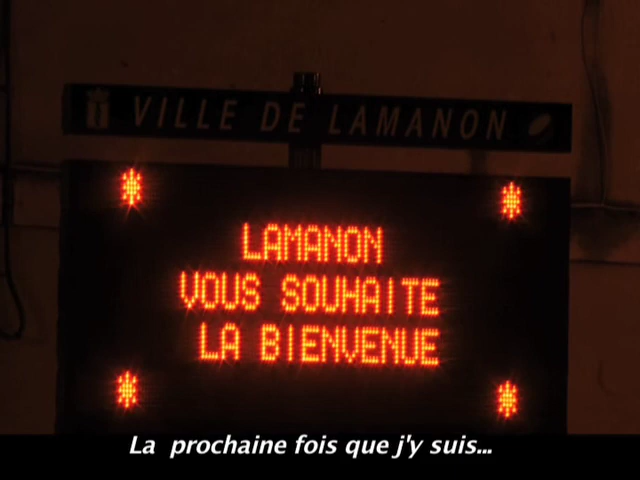 VILLE DE LAMANON
LAMANON
VOUS SOUHAITE
LA BIENVENUE
La prochaine fois que j'y suis...